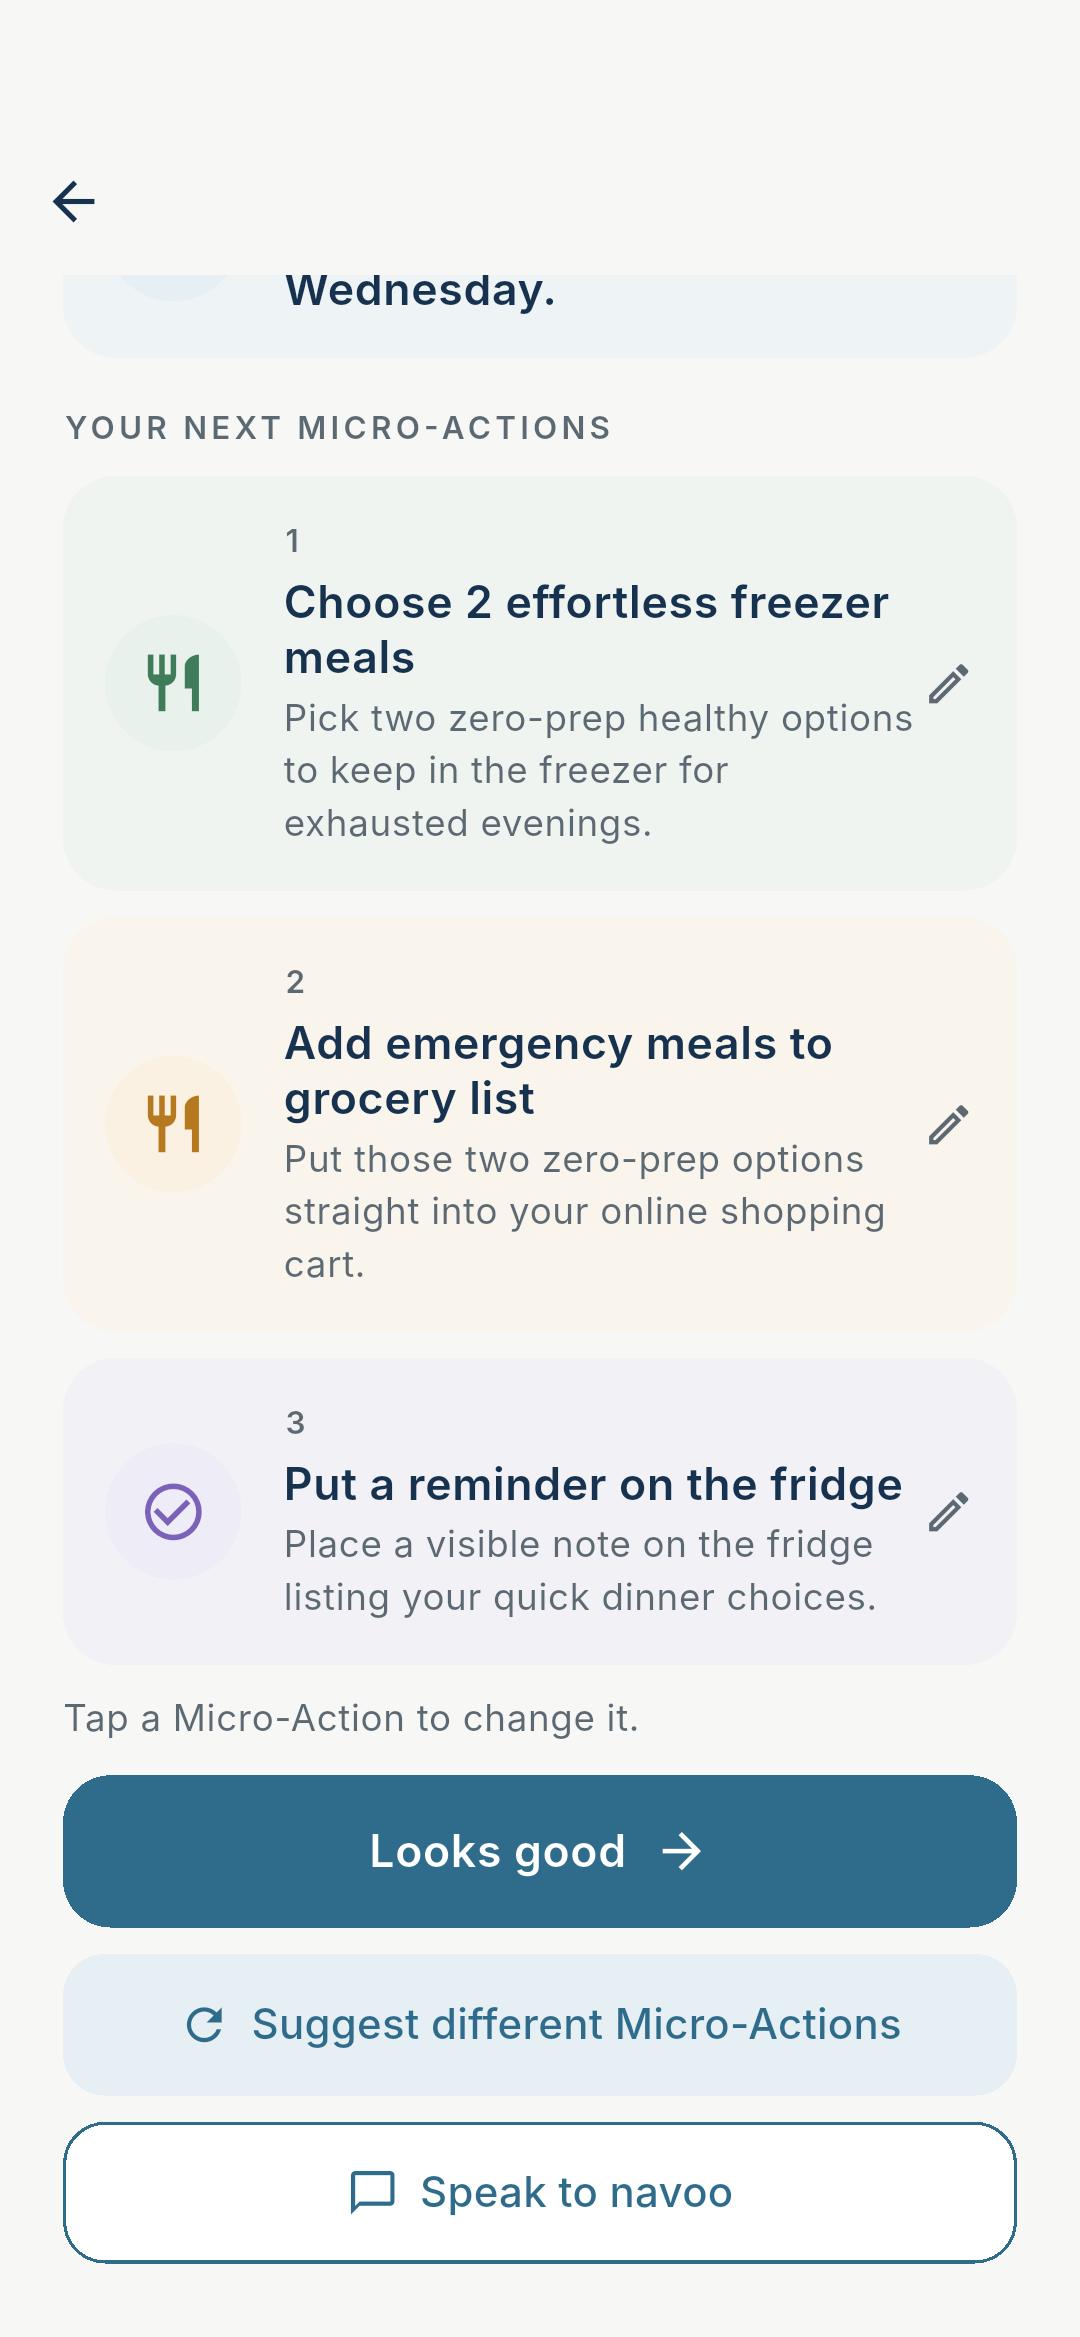 Wednesday.
YOUR NEXT MICRO-ACTIONS
1
Choose 2 effortless freezer
meals
Pick two zero-prep healthy options
to keep in the freezer for
exhausted evenings.
2
Add emergency meals to
grocery list
Put those two zero-prep options
straight into your online shopping
cart.
3
Put a reminder on the fridge
Place a visible note on the fridge
listing your quick dinner choices.
Tap a Micro-Action to change it.
Looks good
Suggest different Micro-Actions
Speak to navoo